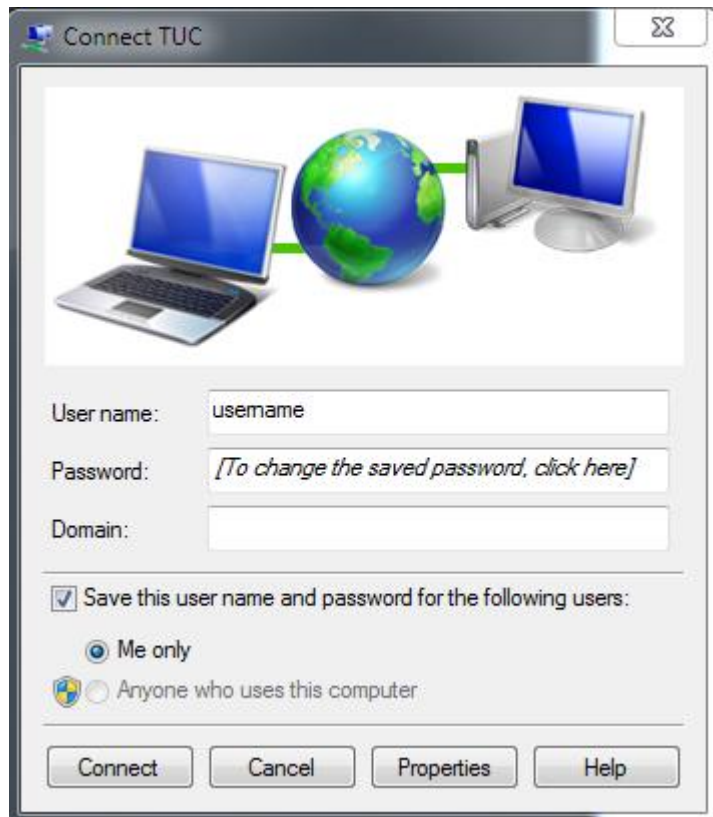 Connect TUC
User name: username
Password: [To change the saved password, click here]
Domain:
Save this user name and password for the following users:
Me only
Anyone who uses this computer
Connect Cancel Properties Help